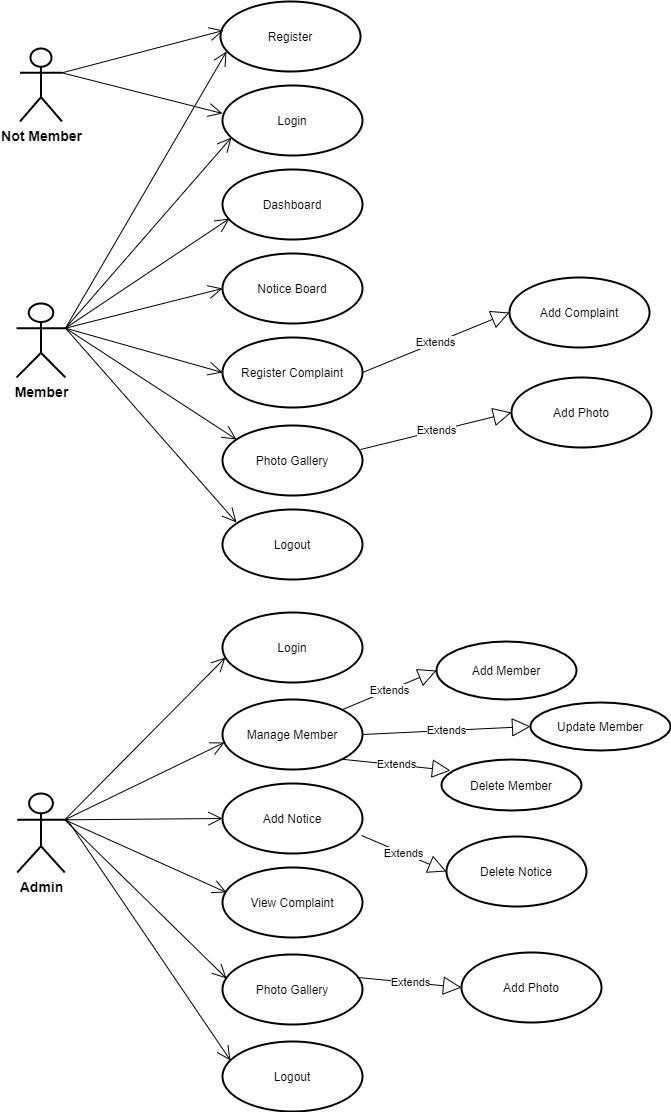 Register
Not Member
Login
Dashboard
Notice Board
Add Complaint
Extends
Register Complaint
Member
Add Photo
Extends
Photo Gallery
Logout
Login
Add Member
Extends
Manage Member
Extends
Update Member
Extends
Delete Member
Add Notice
Extends
Delete Notice
Admin
View Complaint
Photo Gallery
Extends
Add Photo
Logout